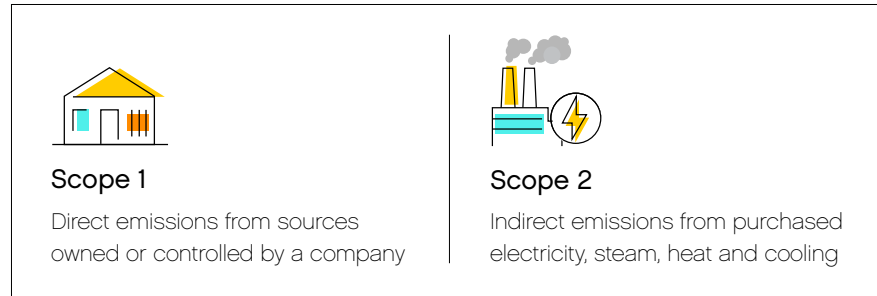 Scope 1
Direct emissions from sources
owned or controlled by a company
Scope 2
Indirect emissions from purchased
electricity, steam, heat and cooling